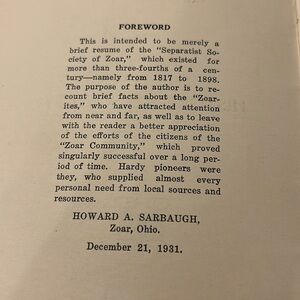 FOREWORD
This is intended to be merely a
brief resume of the "Separatist So-
ciety of Zoar," which existed for
more than three-fourths of a cen-
tury—namely from 1817 to 1898.
The purpose of the author is to re-
count brief facts about the "Zoar-
ites," who have attracted attention
from near and far, as well as to leave
with the reader a better appreciation
of the efforts of the citizens of the
"Zoar Community," which proved
singularly successful over a long per-
iod of time. Hardy pioneers were
they, who supplied almost every
personal need from local sources and
resources.
HOWARD A. SARBAUGH,
Zoar, Ohio.
December 21, 1931.